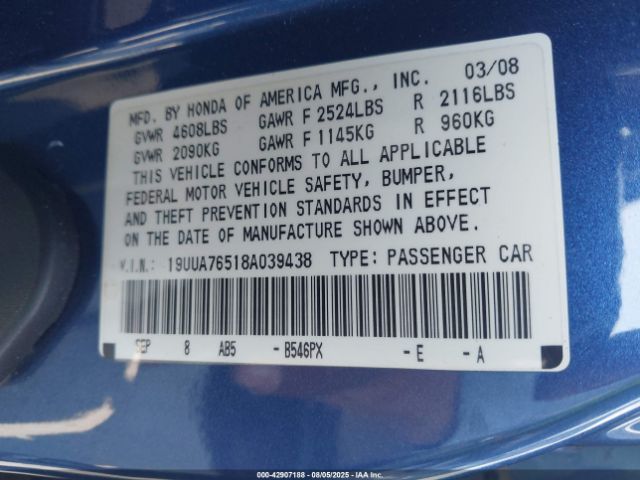 MFD. BY HONDA OF AMERICA MFG., INC. 03/08
GVWR 4608LBS GAWR F 2524LBS R 2116LBS
GVWR 2090KG GAWR F 1145KG R 960KG
THIS VEHICLE CONFORMS TO ALL APPLICABLE
FEDERAL MOTOR VEHICLE SAFETY, BUMPER,
AND THEFT PREVENTION STANDARDS IN EFFECT
ON THE DATE OF MANUFACTURE SHOWN ABOVE.
V.I.N.: 19UUA76518A039438 TYPE: PASSENGER CAR
SEP 8 AB5 - B546PX - E - A
000-42907188 - 08/05/2025 - IAA Inc.